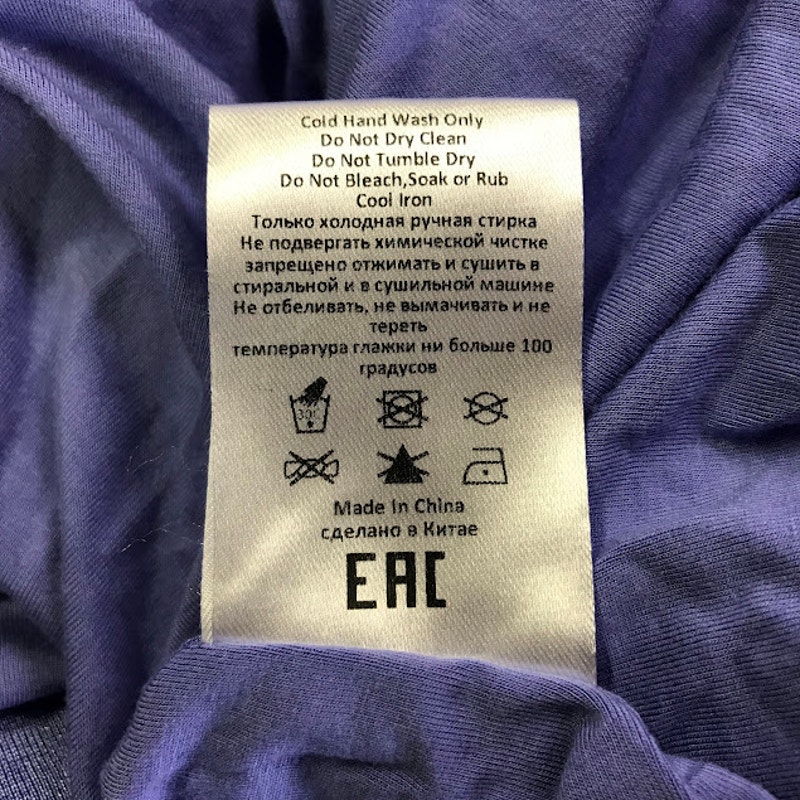 Cold Hand Wash Only
Do Not Dry Clean
Do Not Tumble Dry
Do Not Bleach,Soak or Rub
Cool Iron
Только холодная ручная стирка
Не подвергать химической чистке
запрещено отжимать и сушить в
стиральной и в сушильной машине
Не отбеливать, не вымачивать и не
тереть
температура глажки ни больше 100
градусов
30C
Made In China
сделано в Китае
EAC